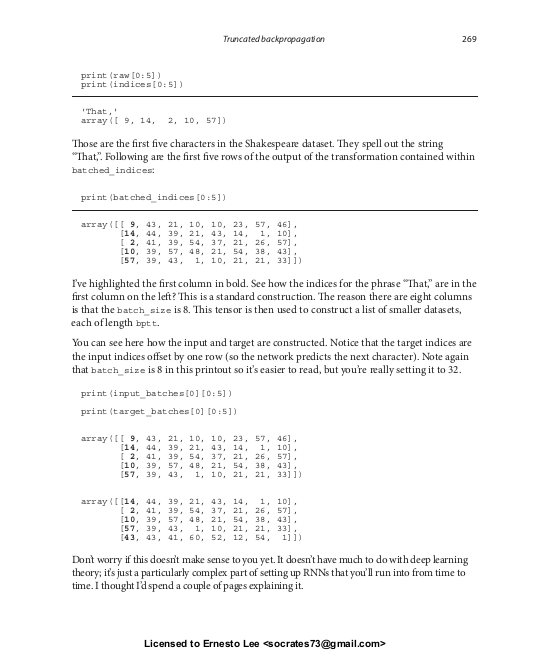 Truncated backpropagation 269
print(raw[0:5])
print(indices[0:5])
'That,'
array([ 9, 14,  2, 10, 57])
Those are the first five characters in the Shakespeare dataset. They spell out the string
“That,”. Following are the first five rows of the output of the transformation contained within
batched_indices:
print(batched_indices[0:5])
array([[ 9, 43, 21, 10, 10, 23, 57, 46],
[14, 44, 39, 21, 43, 14,  1, 10],
[ 2, 41, 39, 54, 37, 21, 26, 57],
[10, 39, 57, 48, 21, 54, 38, 43],
[57, 39, 43,  1, 10, 21, 21, 33]])
I've highlighted the first column in bold. See how the indices for the phrase “That,” are in the
first column on the left? This is a standard construction. The reason there are eight columns
is that the batch_size is 8. This tensor is then used to construct a list of smaller datasets,
each of length bptt.
You can see here how the input and target are constructed. Notice that the target indices are
the input indices offset by one row (so the network predicts the next character). Note again
that batch_size is 8 in this printout so it's easier to read, but you're really setting it to 32.
print(input_batches[0][0:5])
print(target_batches[0][0:5])
array([[ 9, 43, 21, 10, 10, 23, 57, 46],
[14, 44, 39, 21, 43, 14,  1, 10],
[ 2, 41, 39, 54, 37, 21, 26, 57],
[10, 39, 57, 48, 21, 54, 38, 43],
[57, 39, 43,  1, 10, 21, 21, 33]])
array([[14, 44, 39, 21, 43, 14,  1, 10],
[ 2, 41, 39, 54, 37, 21, 26, 57],
[10, 39, 57, 48, 21, 54, 38, 43],
[57, 39, 43,  1, 10, 21, 21, 33],
[43, 43, 41, 60, 52, 12, 54,  1]])
Don't worry if this doesn't make sense to you yet. It doesn't have much to do with deep learning
theory; it's just a particularly complex part of setting up RNNs that you'll run into from time to
time. I thought I'd spend a couple of pages explaining it.
Licensed to Ernesto Lee <socrates73@gmail.com>